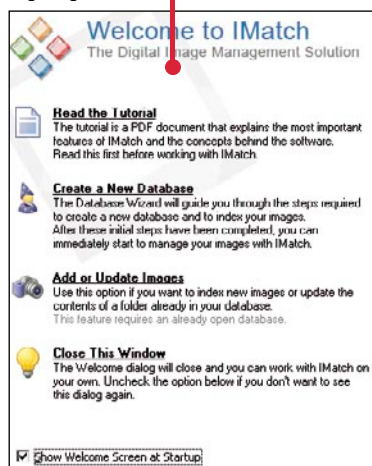 Welcome to IMatch
The Digital Image Management Solution
Read the Tutorial
The tutorial is a PDF document that explains the most important
features of IMatch and the concepts behind the software.
Read this first before working with IMatch.
Create a New Database
The Database Wizard will guide you through the steps required
to create a new database and to index your images.
After these initial steps have been completed, you can
immediately start to manage your images with IMatch.
Add or Update Images
Use this option if you want to index new images or update the
contents of a folder already in your database.
This feature requires an already open database.
Close This Window
The Welcome dialog will close and you can work with IMatch on
your own. Uncheck the option below if you don't want to see
this dialog again.
Show Welcome Screen at Startup